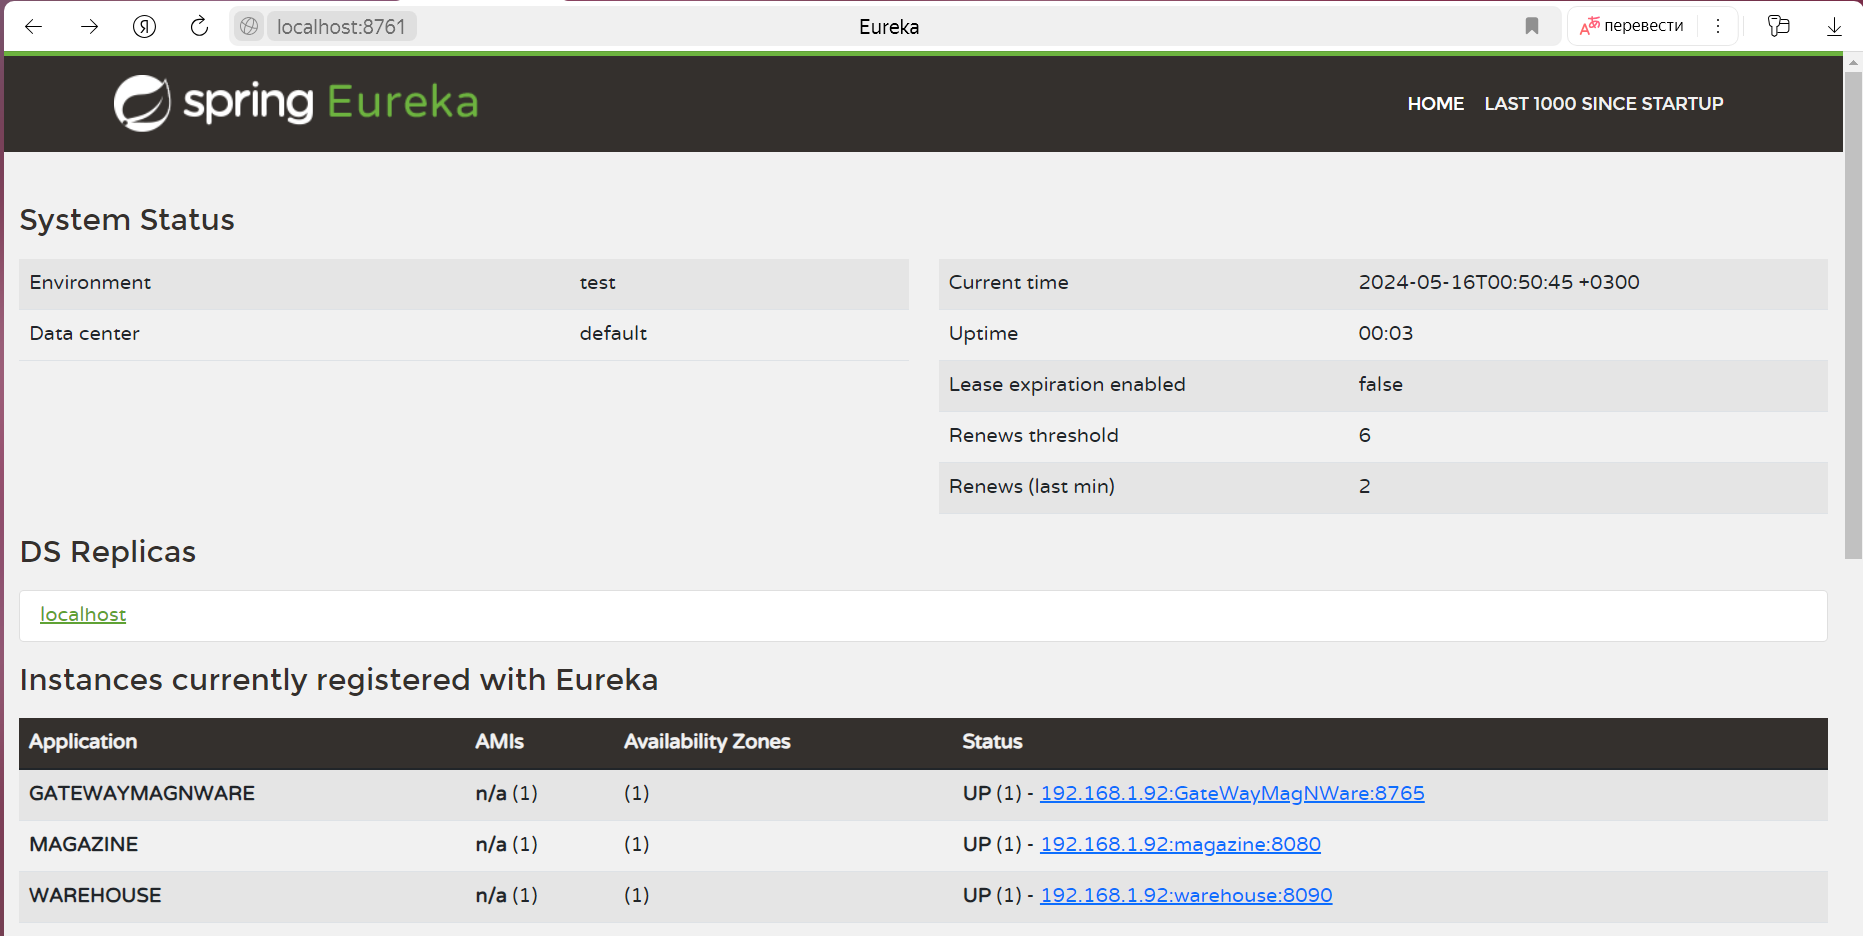 localhost:8761
Eureka
перевести
spring Eureka
HOME LAST 1000 SINCE STARTUP
System Status
Environment test
Data center default
Current time 2024-05-16T00:50:45 +0300
Uptime 00:03
Lease expiration enabled false
Renews threshold 6
Renews (last min) 2
DS Replicas
localhost
Instances currently registered with Eureka
Application AMIs Availability Zones Status
GATEWAYMAGNWARE n/a (1) (1) UP (1) - 192.168.1.92:GateWayMagNWare:8765
MAGAZINE n/a (1) (1) UP (1) - 192.168.1.92:magazine:8080
WAREHOUSE n/a (1) (1) UP (1) - 192.168.1.92:warehouse:8090